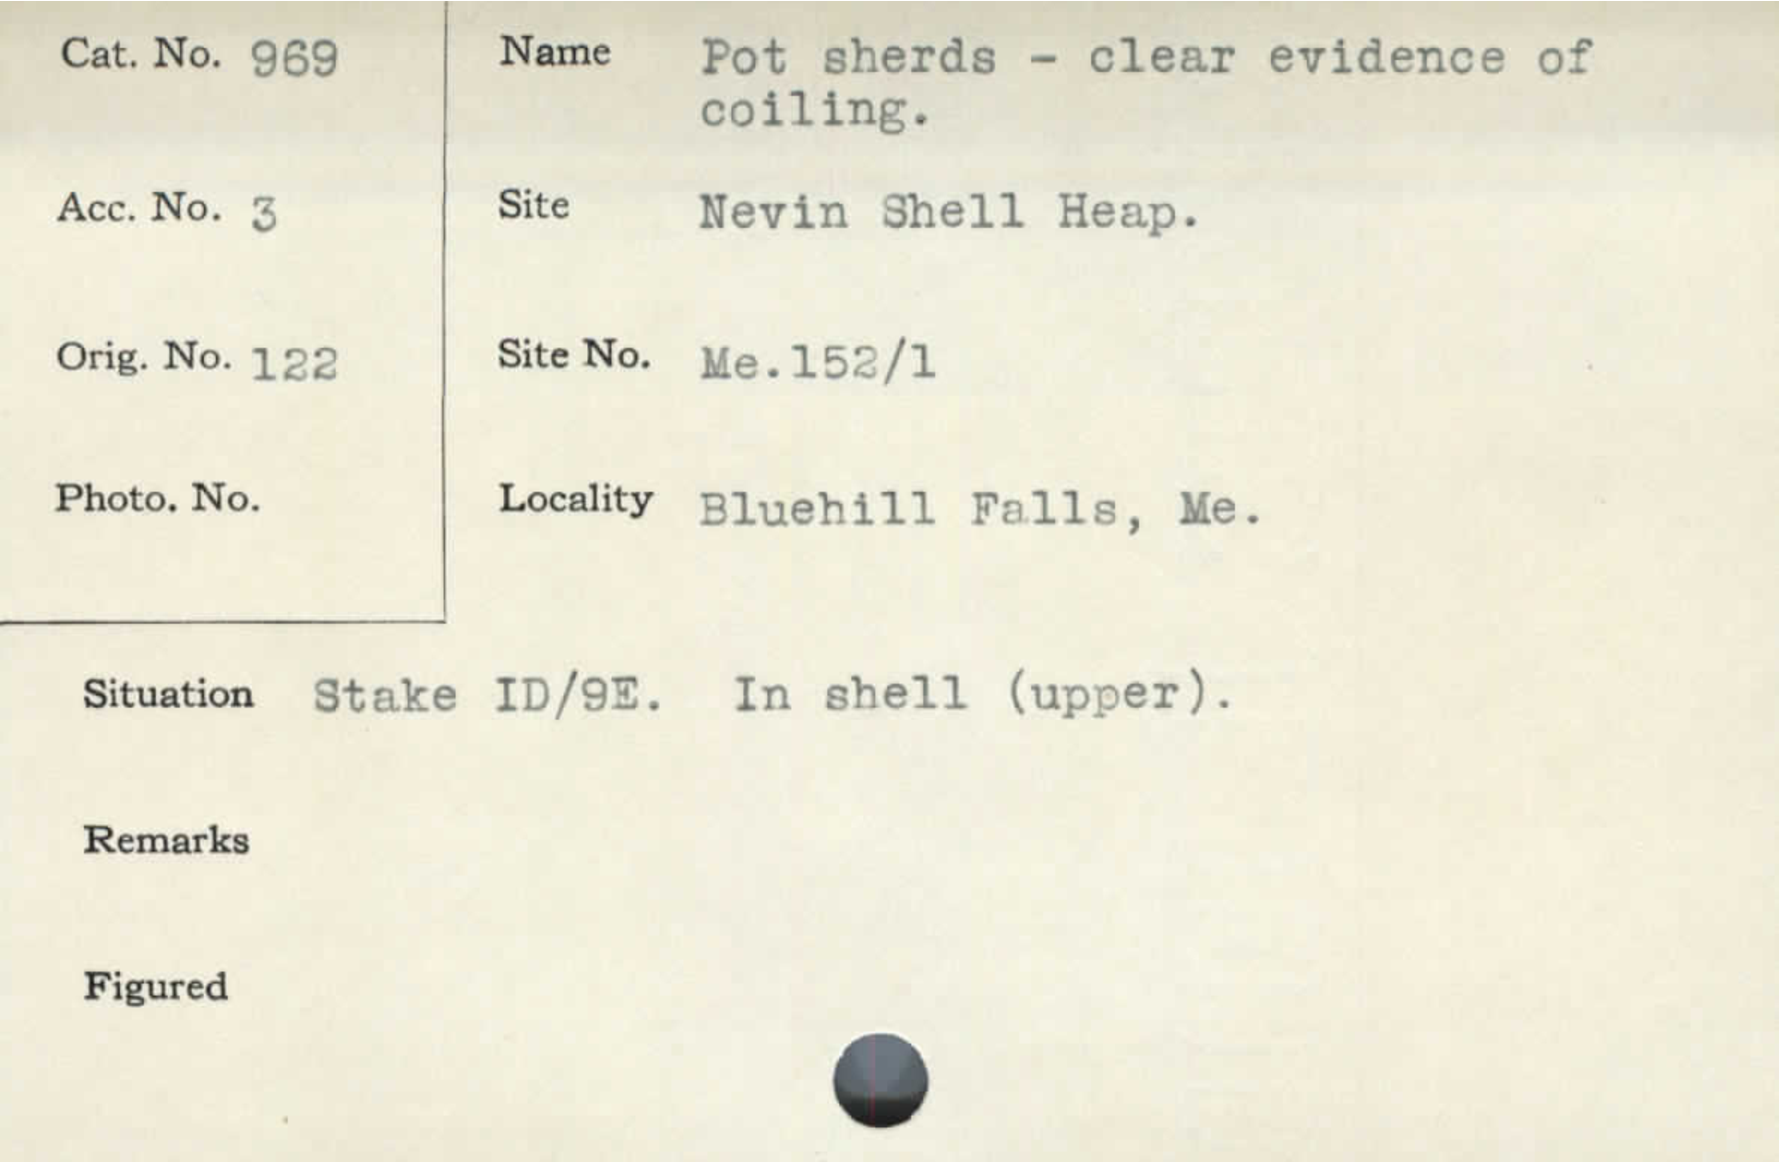 Cat. No. 969
Name Pot sherds - clear evidence of
coiling.
Acc. No. 3
Site Nevin Shell Heap.
Orig. No. 122
Site No. Me.152/1
Photo. No.
Locality Bluehill Falls, Me.
Situation Stake ID/9E. In shell (upper).
Remarks
Figured